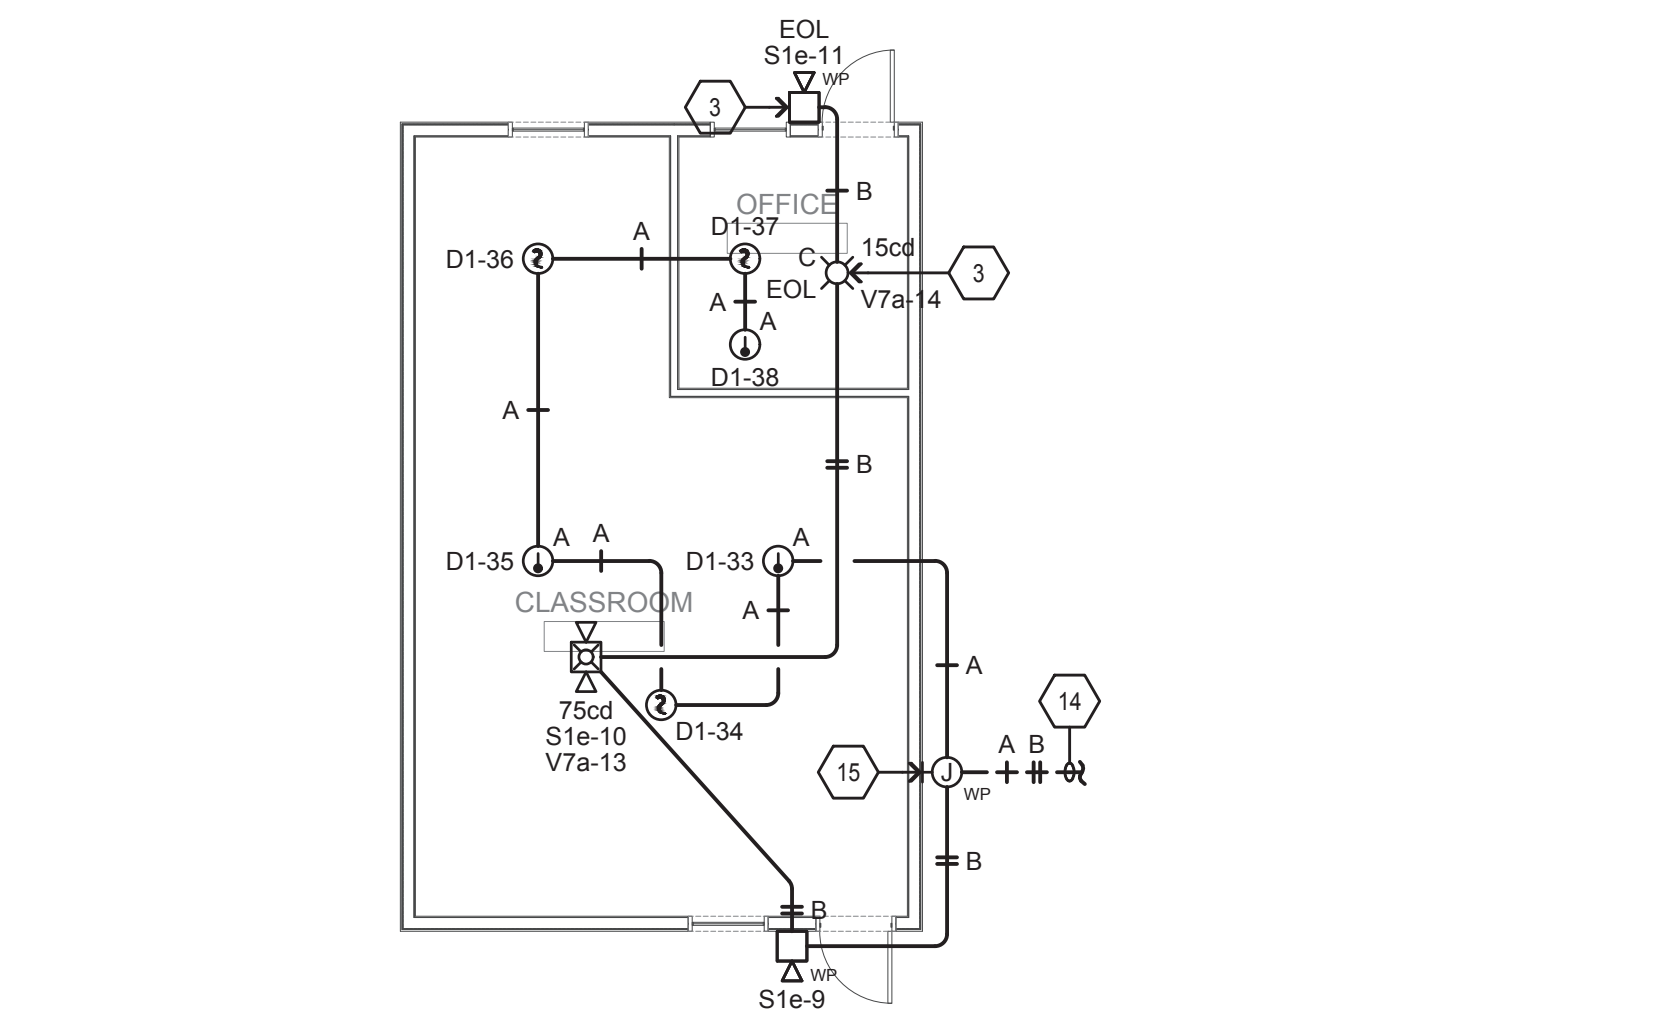 EOL
S1e-11
WP
3
B
OFFICE
D1-37
A
D1-36
C
15cd
3
EOL
V7a-14
A
A
D1-38
A
B
A
A
A
D1-35
D1-33
CLASSROOM
A
A
14
75cd
S1e-10
V7a-13
D1-34
A
B
15
J
WP
B
B
WP
S1e-9